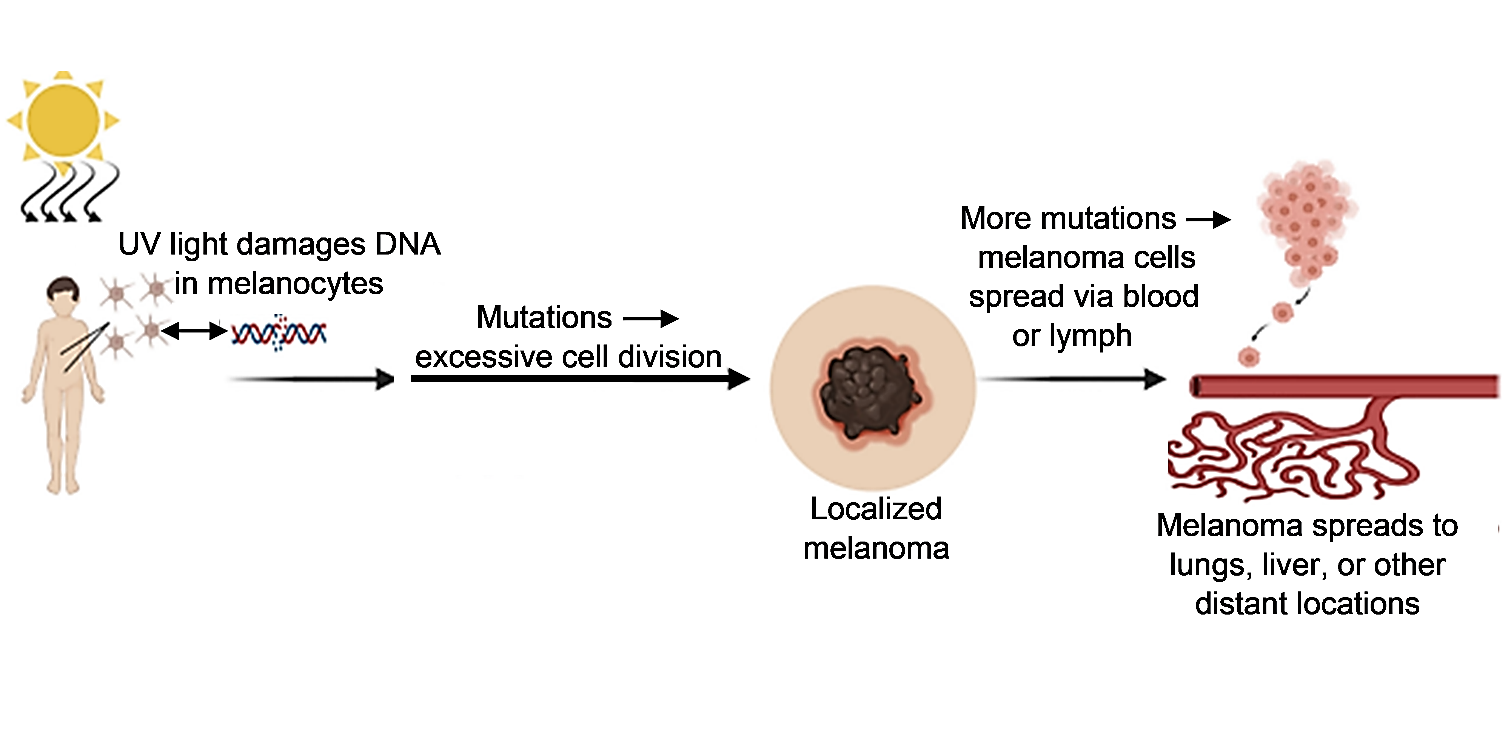 UV light damages DNA
in melanocytes
Mutations →
excessive cell division
Localized
melanoma
More mutations →
melanoma cells
spread via blood
or lymph
Melanoma spreads to
lungs, liver, or other
distant locations